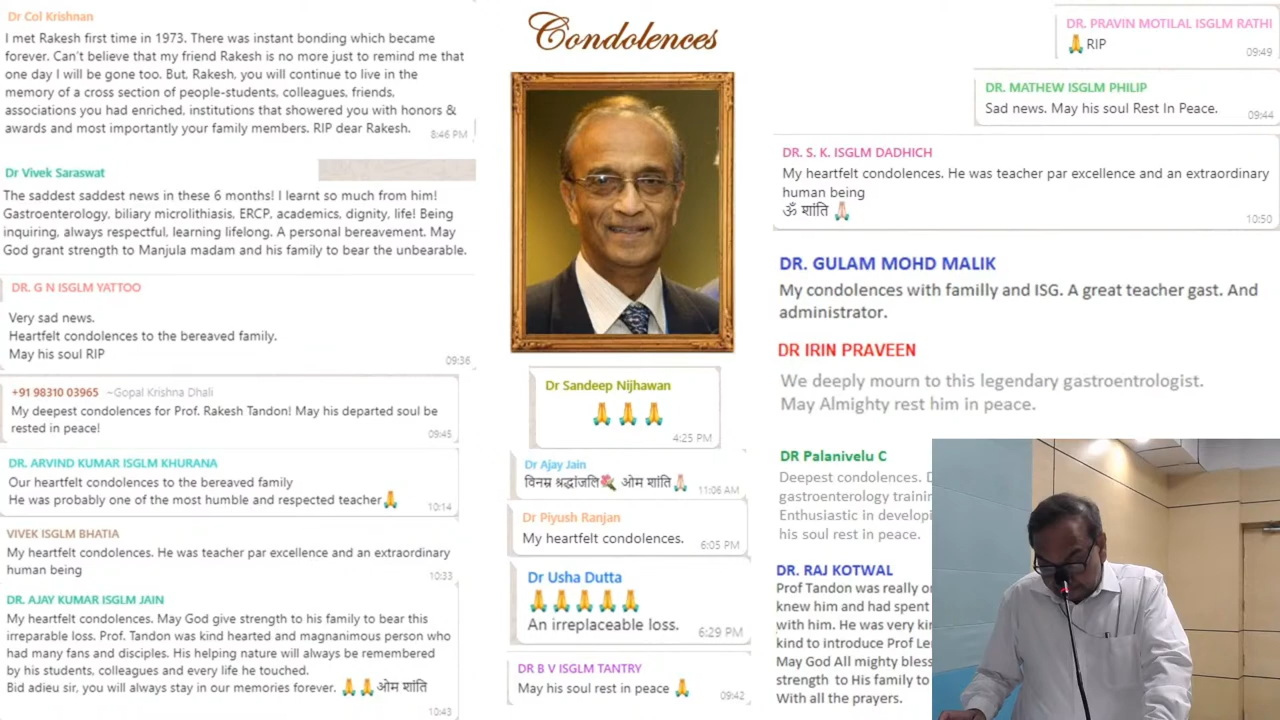 Dr Col Krishnan
I met Rakesh first time in 1973. There was instant bonding which became
forever. Can't believe that my friend Rakesh is no more just to remind me that
one day I will be gone too. But, Rakesh, you will continue to live in the
memory of a cross section of people-students, colleagues, friends,
associations you had enriched, institutions that showered you with honors &
awards and most importantly your family members. RIP dear Rakesh.
8:46 PM
Dr Vivek Saraswat
The saddest saddest news in these 6 months! I learnt so much from him!
Gastroenterology, biliary microlithiasis, ERCP, academics, dignity, life! Being
inquiring, always respectful, learning lifelong. A personal bereavement. May
God grant strength to Manjula madam and his family to bear the unbearable.
DR. G N ISGLM YATTOO
Very sad news.
Heartfelt condolences to the bereaved family.
May his soul RIP
09:36
+91 98310 03965 ~Gopal Krishna Dhali
My deepest condolences for Prof. Rakesh Tandon! May his departed soul be
rested in peace!
09:45
DR. ARVIND KUMAR ISGLM KHURANA
Our heartfelt condolences to the bereaved family
He was probably one of the most humble and respected teacher🙏
10:14
VIVEK ISGLM BHATIA
My heartfelt condolences. He was teacher par excellence and an extraordinary
human being
10:33
DR. AJAY KUMAR ISGLM JAIN
My heartfelt condolences. May God give strength to his family to bear this
irreparable loss. Prof. Tandon was kind hearted and magnanimous person who
had many fans and disciples. His helping nature will always be remembered
by his students, colleagues and every life he touched.
Bid adieu sir, you will always stay in our memories forever. 🙏🙏ओम शांति
10:43
Condolences
Dr Sandeep Nijhawan
🙏🙏🙏
4:25 PM
Dr Ajay Jain
विनम्र श्रद्धांजलि💐 ओम शांति🙏🏻
11:06 AM
Dr Piyush Ranjan
My heartfelt condolences.
6:05 PM
Dr Usha Dutta
🙏🙏🙏🙏🙏
An irreplaceable loss.
6:29 PM
DR B V ISGLM TANTRY
May his soul rest in peace 🙏
09:42
DR. PRAVIN MOTILAL ISGLM RATHI
🙏RIP
09:49
DR. MATHEW ISGLM PHILIP
Sad news. May his soul Rest In Peace.
09:44
DR. S. K. ISGLM DADHICH
My heartfelt condolences. He was teacher par excellence and an extraordinary
human being
ॐ शांति 🙏🏻
10:50
DR. GULAM MOHD MALIK
My condolences with familly and ISG. A great teacher gast. And
administrator.
DR IRIN PRAVEEN
We deeply mourn to this legendary gastroentrologist.
May Almighty rest him in peace.
DR Palanivelu C
Deepest condolences.
gastroenterology
Enthusiastic in
his soul rest in peace.
DR. RAJ KOTWAL
Prof Tandon was really
knew him and had spent
with him. He was very
kind to introduce Prof
May God All mighty
strength to His family to
With all the prayers.